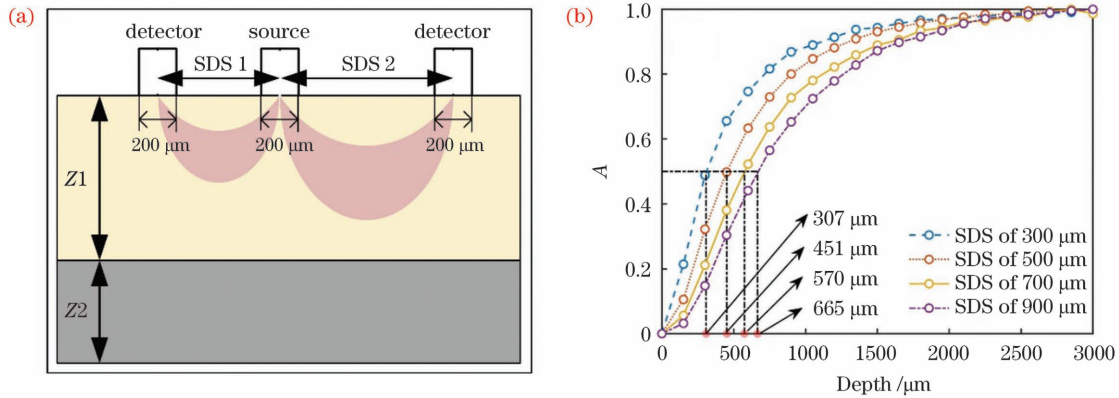 (a)
detector source detector
SDS 1 SDS 2
200 μm 200 μm 200 μm
Z1
Z2
(b)
1.0
0.8
0.6
0.4
0.2
0
A
307 μm
451 μm
570 μm
665 μm
SDS of 300 μm
SDS of 500 μm
SDS of 700 μm
SDS of 900 μm
0 500 1000 1500 2000 2500 3000
Depth /μm